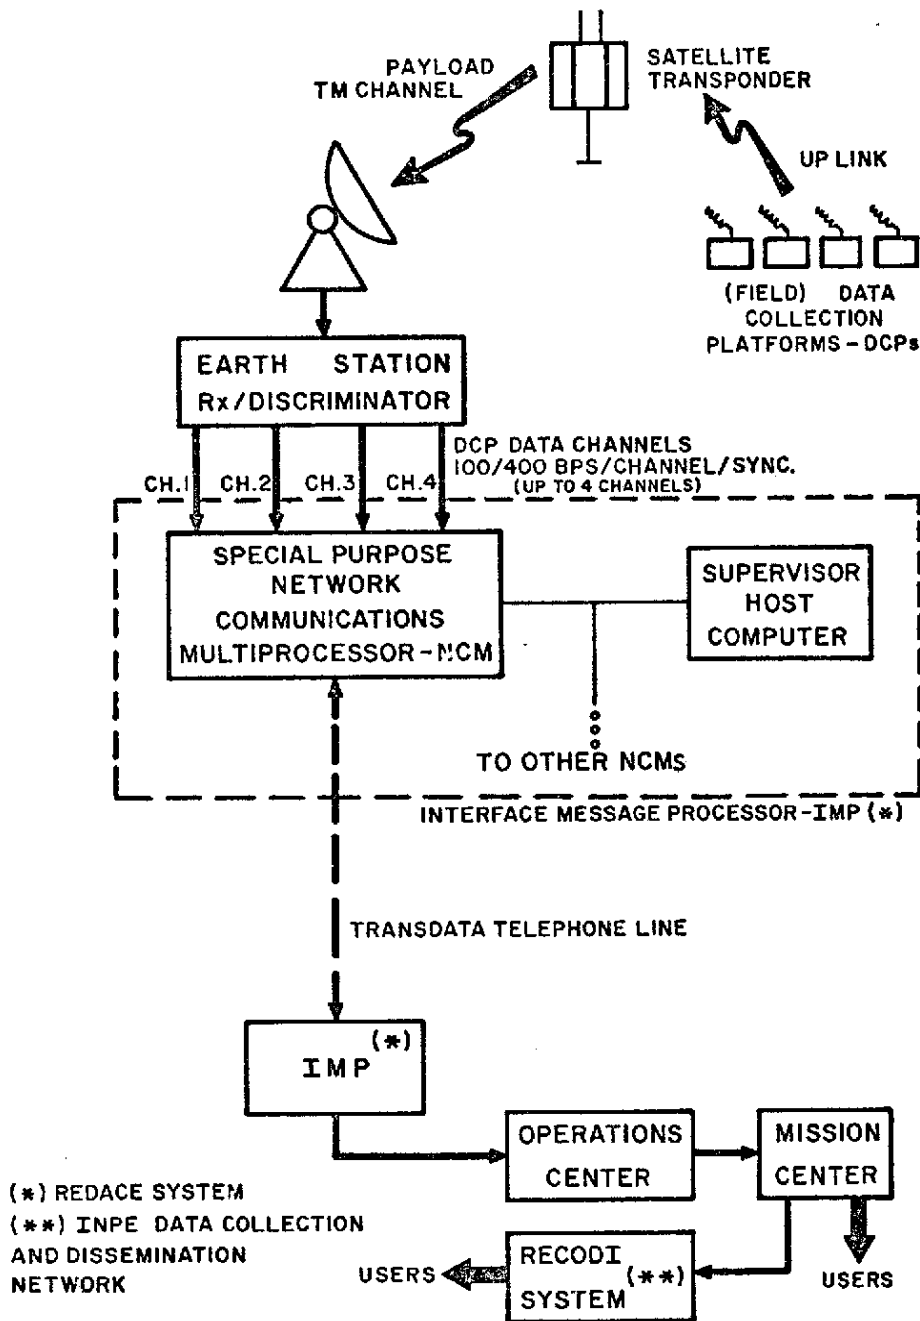 PAYLOAD
TM CHANNEL
SATELLITE
TRANSPONDER
UP LINK
(FIELD) DATA
COLLECTION
PLATFORMS-DCPs
EARTH STATION
Rx/DISCRIMINATOR
DCP DATA CHANNELS
100/400 BPS/CHANNEL/SYNC.
(UP TO 4 CHANNELS)
CH.1 CH.2 CH.3 CH.4
SPECIAL PURPOSE
NETWORK
COMMUNICATIONS
MULTIPROCESSOR-NCM
SUPERVISOR
HOST
COMPUTER
TO OTHER NCMs
INTERFACE MESSAGE PROCESSOR-IMP (*)
TRANSDATA TELEPHONE LINE
IMP (*)
OPERATIONS
CENTER
MISSION
CENTER
(*) REDACE SYSTEM
(**) INPE DATA COLLECTION
AND DISSEMINATION
NETWORK
USERS
RECODI
SYSTEM (**)
USERS